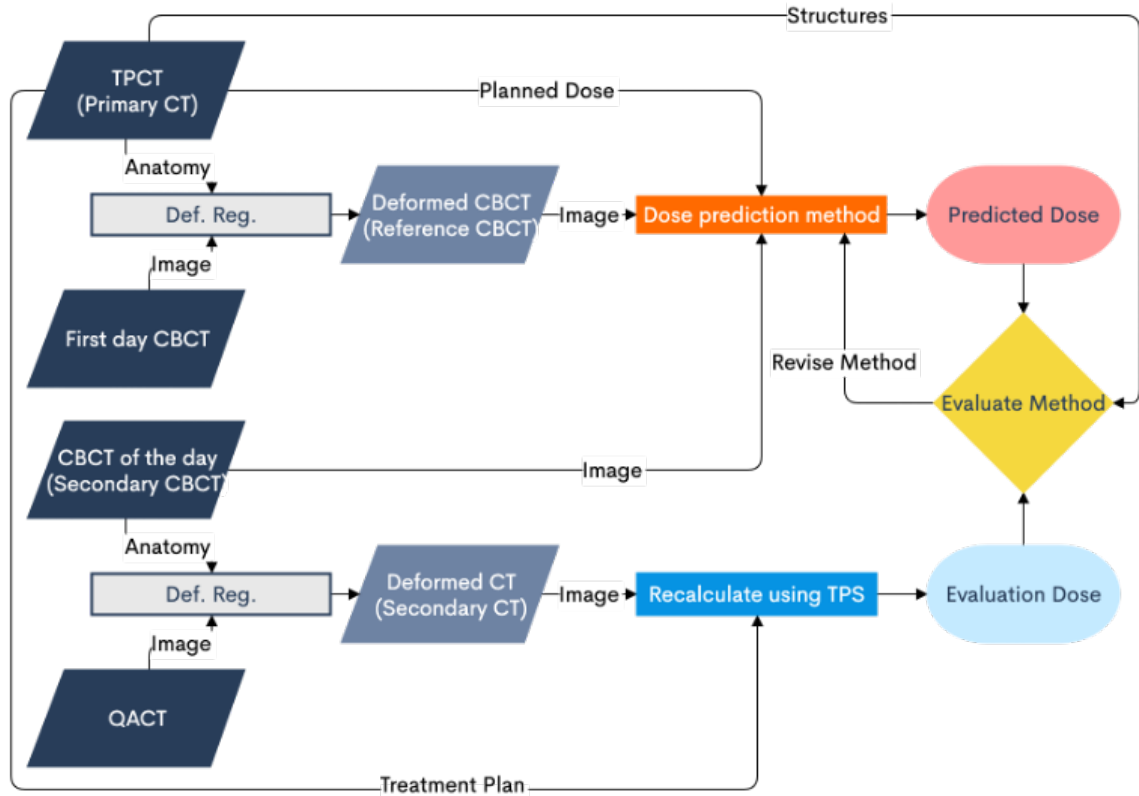 Structures
TPCT
(Primary CT)
Planned Dose
Anatomy
Def. Reg.
Deformed CBCT
(Reference CBCT)
Image
Dose prediction method
Predicted Dose
Image
First day CBCT
Revise Method
Evaluate Method
CBCT of the day
(Secondary CBCT)
Image
Anatomy
Def. Reg.
Deformed CT
(Secondary CT)
Image
Recalculate using TPS
Evaluation Dose
Image
QACT
Treatment Plan